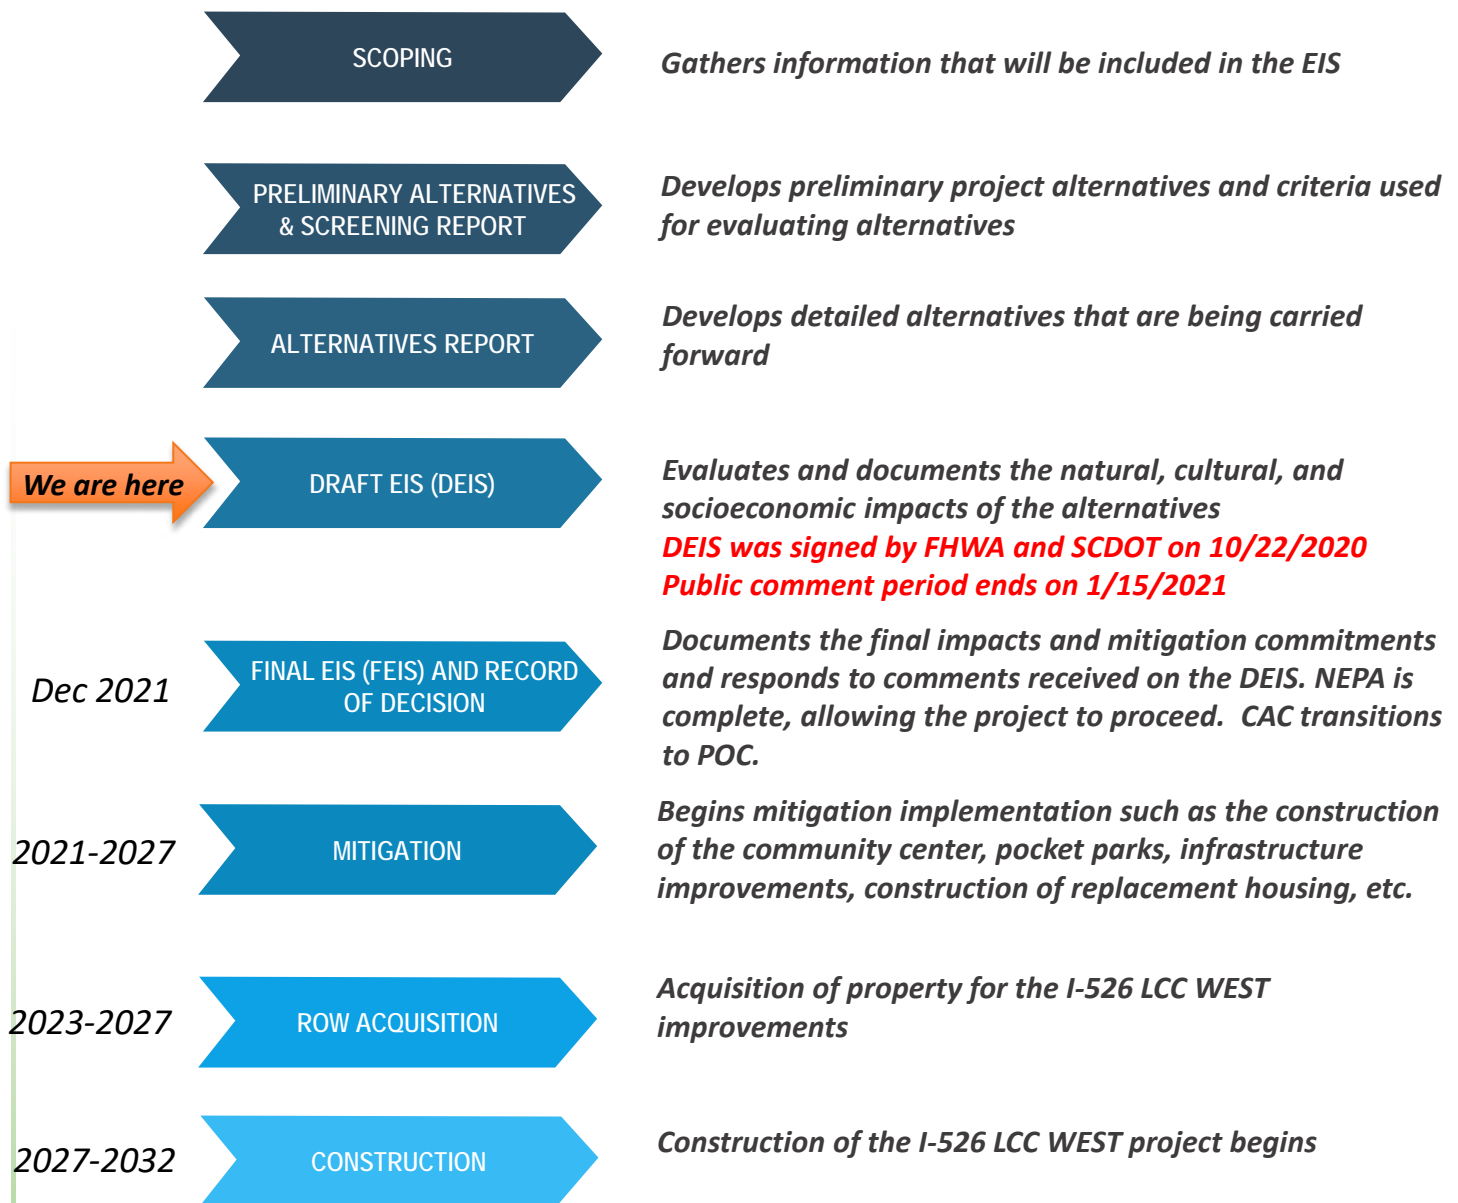 SCOPING
Gathers information that will be included in the EIS
PRELIMINARY ALTERNATIVES
& SCREENING REPORT
Develops preliminary project alternatives and criteria used
for evaluating alternatives
ALTERNATIVES REPORT
Develops detailed alternatives that are being carried
forward
We are here
DRAFT EIS (DEIS)
Evaluates and documents the natural, cultural, and
socioeconomic impacts of the alternatives
DEIS was signed by FHWA and SCDOT on 10/22/2020
Public comment period ends on 1/15/2021
Dec 2021
FINAL EIS (FEIS) AND RECORD
OF DECISION
Documents the final impacts and mitigation commitments
and responds to comments received on the DEIS. NEPA is
complete, allowing the project to proceed.  CAC transitions
to POC.
2021-2027
MITIGATION
Begins mitigation implementation such as the construction
of the community center, pocket parks, infrastructure
improvements, construction of replacement housing, etc.
2023-2027
ROW ACQUISITION
Acquisition of property for the I-526 LCC WEST
improvements
2027-2032
CONSTRUCTION
Construction of the I-526 LCC WEST project begins